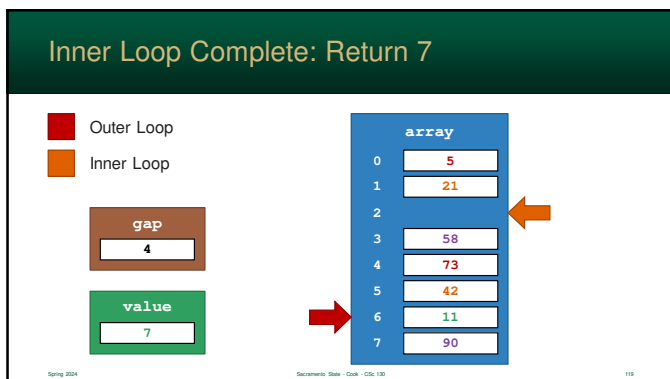 Inner Loop Complete: Return 7
Outer Loop
Inner Loop
gap
4
value
7
array
0 5
1 21
2
3 58
4 73
5 42
6 11
7 90
Spring 2024 Sacramento State - Cook - CSc 130 119